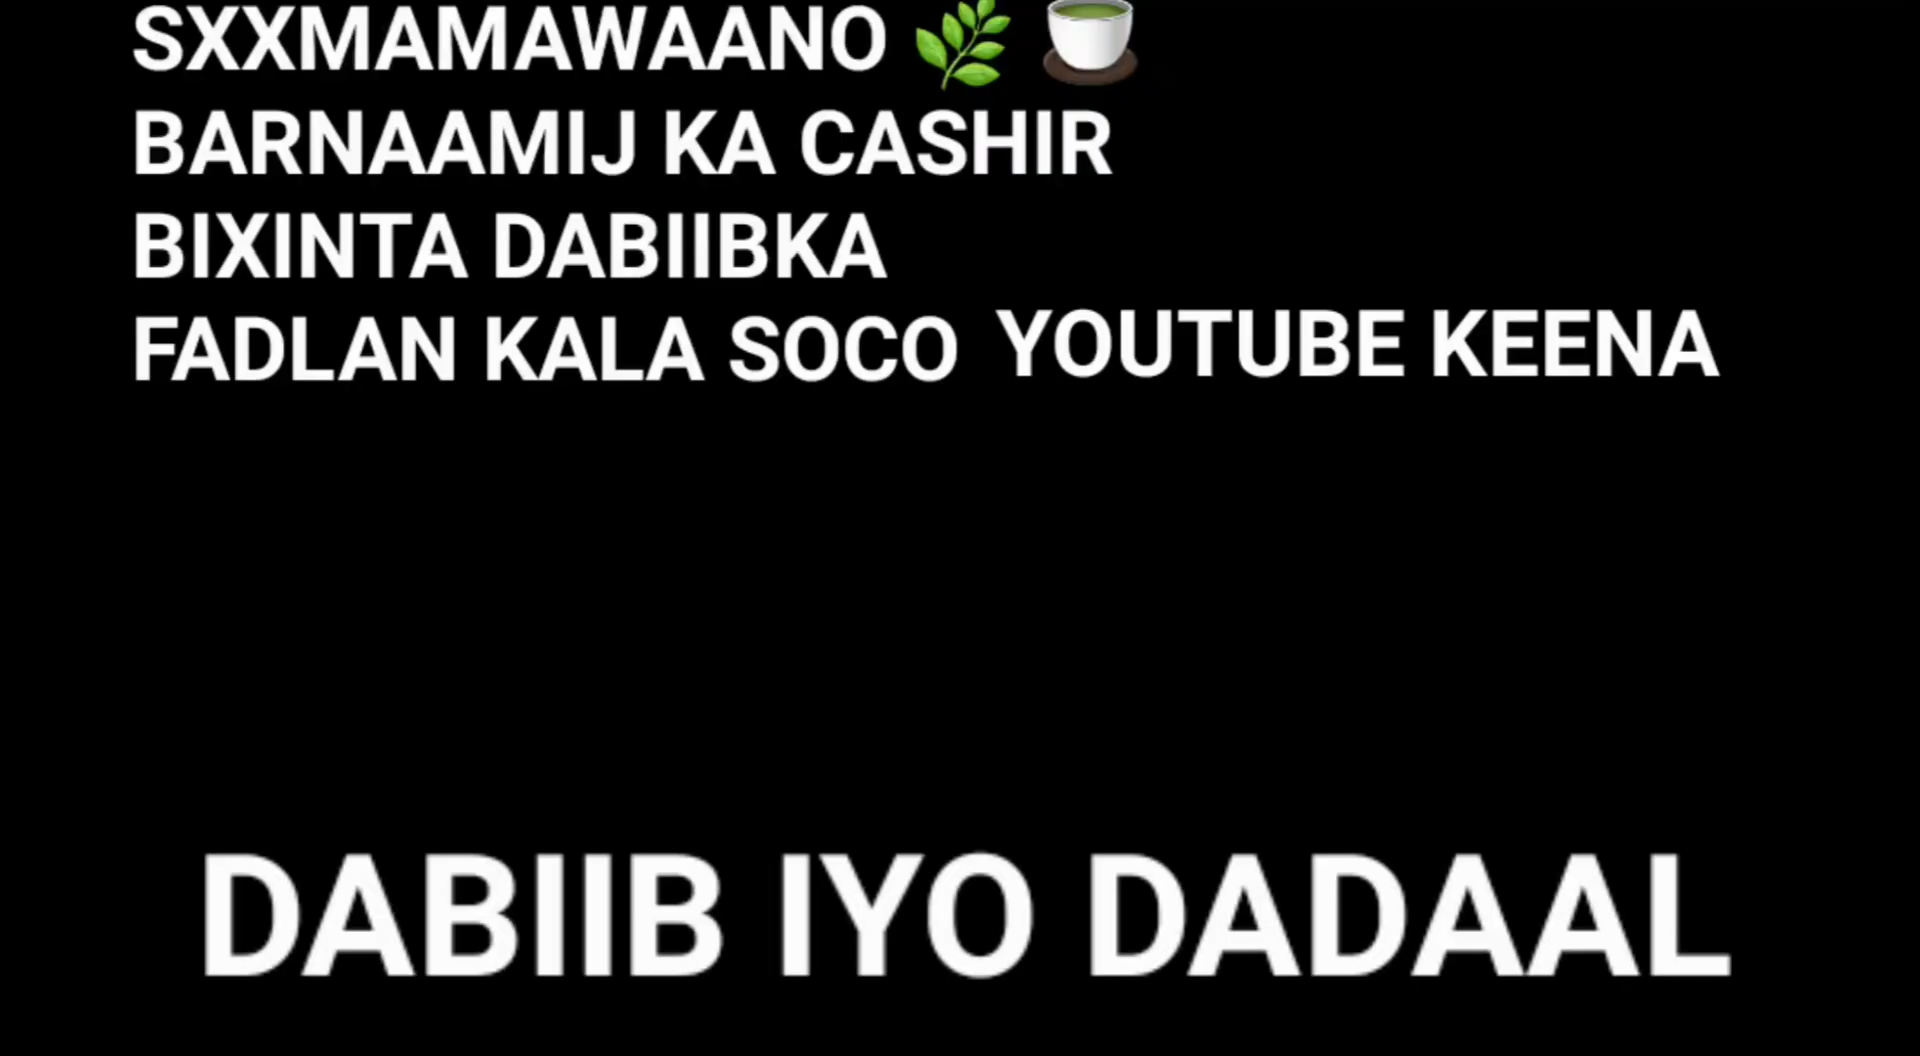 SXXMAMAWAANO 🌿 🍵
BARNAAMIJ KA CASHIR
BIXINTA DABIIBKA
FADLAN KALA SOCO YOUTUBE KEENA
DABIIB IYO DADAAL